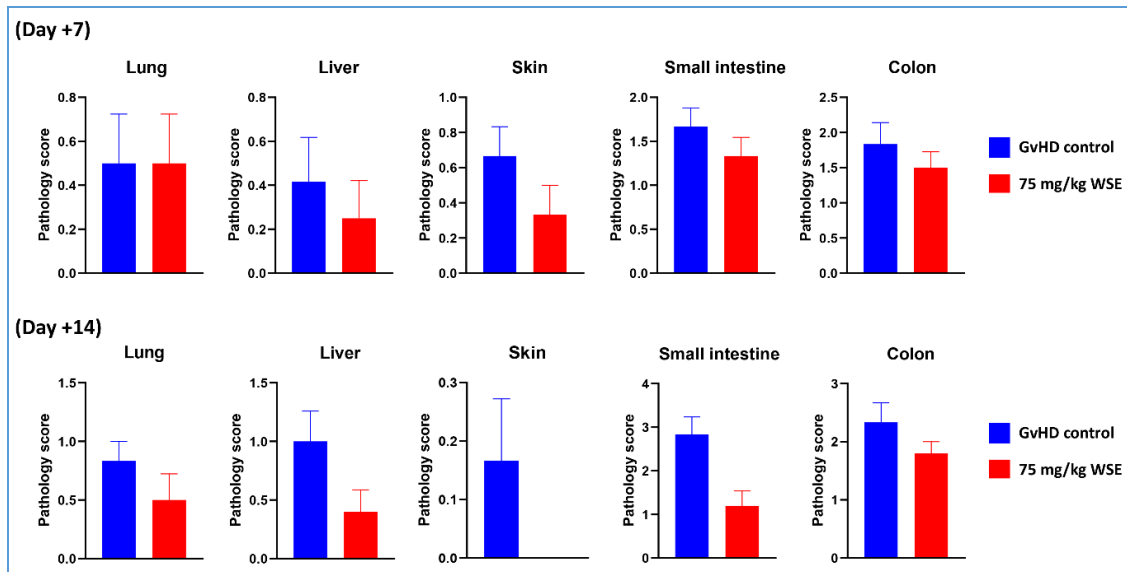 (Day +7)
Lung
Liver
Skin
Small intestine
Colon
Pathology score
0.8
0.6
0.4
0.2
0.0
Pathology score
0.8
0.6
0.4
0.2
0.0
Pathology score
1.0
0.8
0.6
0.4
0.2
0.0
Pathology score
2.0
1.5
1.0
0.5
0.0
Pathology score
2.5
2.0
1.5
1.0
0.5
0.0
GvHD control
75 mg/kg WSE
(Day +14)
Lung
Liver
Skin
Small intestine
Colon
Pathology score
1.5
1.0
0.5
0.0
Pathology score
1.5
1.0
0.5
0.0
Pathology score
0.3
0.2
0.1
0.0
Pathology score
4
3
2
1
0
Pathology score
3
2
1
0
GvHD control
75 mg/kg WSE